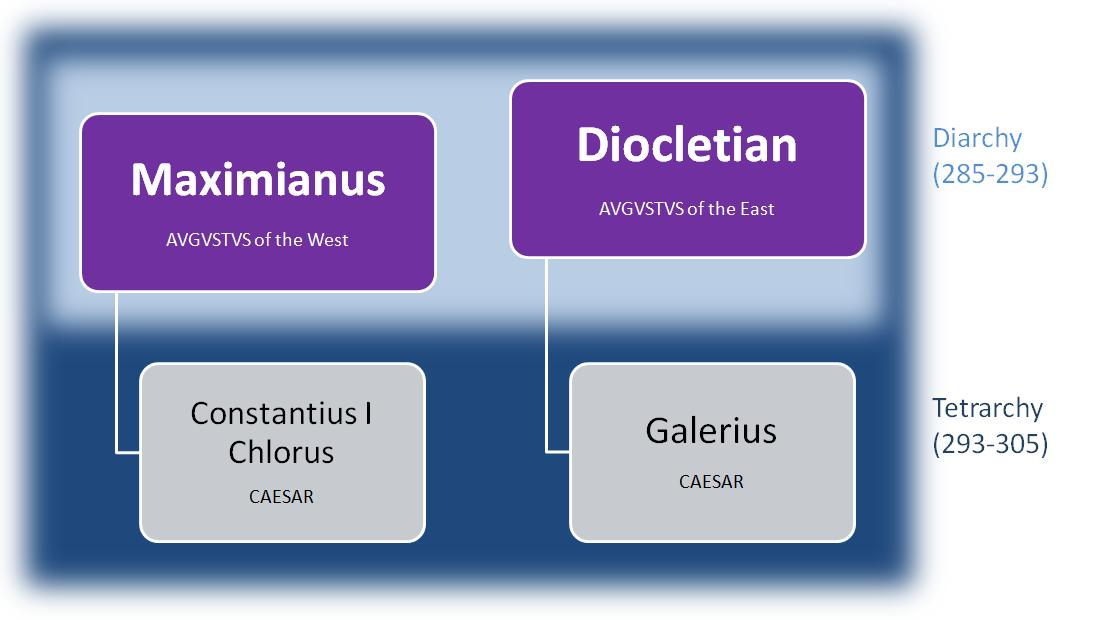 Maximianus
AVGVSTVS of the West
Diocletian
AVGVSTVS of the East
Diarchy
(285-293)
Constantius I
Chlorus
CAESAR
Galerius
CAESAR
Tetrarchy
(293-305)